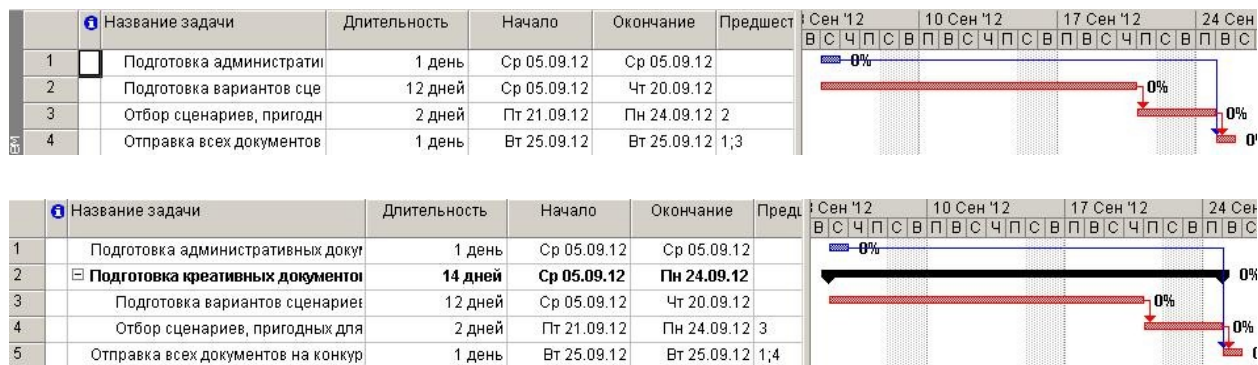 Название задачи Длительность Начало Окончание Предшест Сен '12 10 Сен '12 17 Сен '12 24 Сен
В С Ч П С В П В С Ч П С В П В С Ч П С В П В С
1 Подготовка администрати 1 день Ср 05.09.12 Ср 05.09.12 0%
2 Подготовка вариантов сце 12 дней Ср 05.09.12 Чт 20.09.12 0%
3 Отбор сценариев, пригодн 2 дней Пт 21.09.12 Пн 24.09.12 2 0%
4 Отправка всех документов 1 день Вт 25.09.12 Вт 25.09.12 1;3
Название задачи Длительность Начало Окончание Предш Сен '12 10 Сен '12 17 Сен '12 24 Сен
В С Ч П С В П В С Ч П С В П В С Ч П С В П В С
1 Подготовка административных докум 1 день Ср 05.09.12 Ср 05.09.12 0%
2 Подготовка креативных документов 14 дней Ср 05.09.12 Пн 24.09.12 0%
3 Подготовка вариантов сценариев 12 дней Ср 05.09.12 Чт 20.09.12 0%
4 Отбор сценариев, пригодных для 2 дней Пт 21.09.12 Пн 24.09.12 3 0%
5 Отправка всех документов на конкур 1 день Вт 25.09.12 Вт 25.09.12 1;4